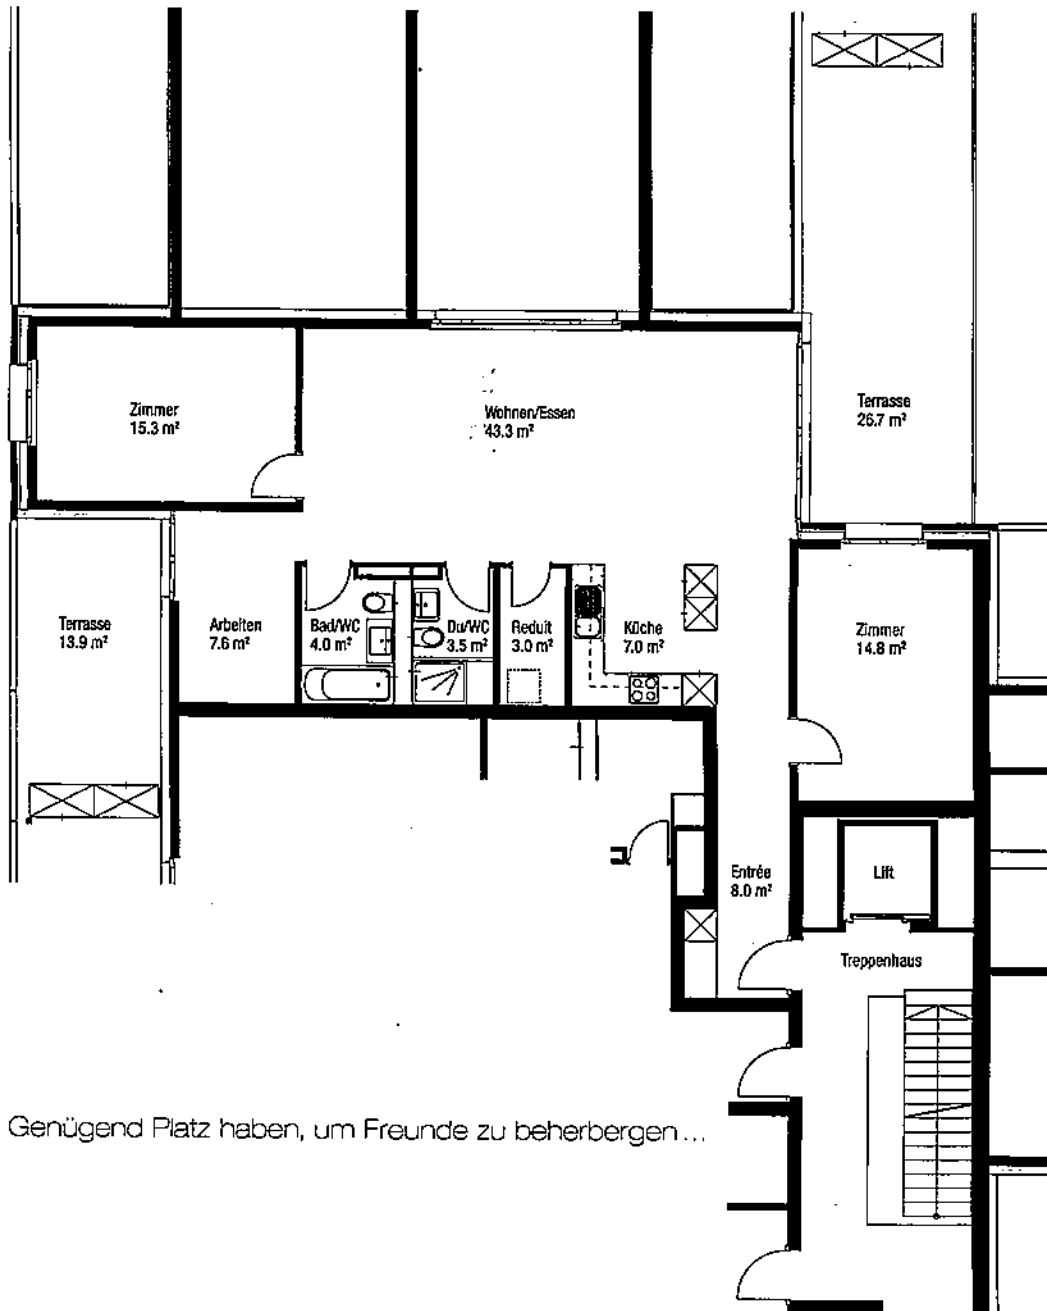 Zimmer
15.3 m²
Wohnen/Essen
43.3 m²
Terrasse
26.7 m²
Terrasse
13.9 m²
Arbeiten
7.6 m²
Bad/WC
4.0 m²
Du/WC
3.5 m²
Reduit
3.0 m²
Küche
7.0 m²
Zimmer
14.8 m²
Entrée
8.0 m²
Lift
Treppenhaus
Genügend Platz haben, um Freunde zu beherbergen...